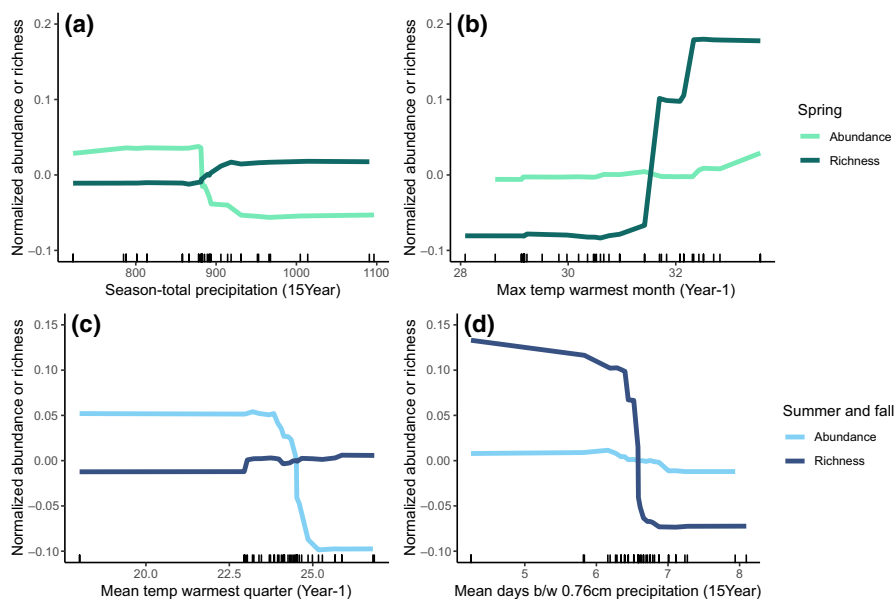 (a)
Normalized abundance or richness
0.2
0.1
0.0
−0.1
800
900
1000
1100
Season-total precipitation (15Year)
(b)
Normalized abundance or richness
0.2
0.1
0.0
−0.1
28
30
32
Max temp warmest month (Year-1)
Spring
Abundance
Richness
(c)
Normalized abundance or richness
0.15
0.10
0.05
0.00
−0.05
−0.10
20.0
22.5
25.0
Mean temp warmest quarter (Year-1)
(d)
Normalized abundance or richness
0.15
0.10
0.05
0.00
−0.05
−0.10
5
6
7
8
Mean days b/w 0.76cm precipitation (15Year)
Summer and fall
Abundance
Richness